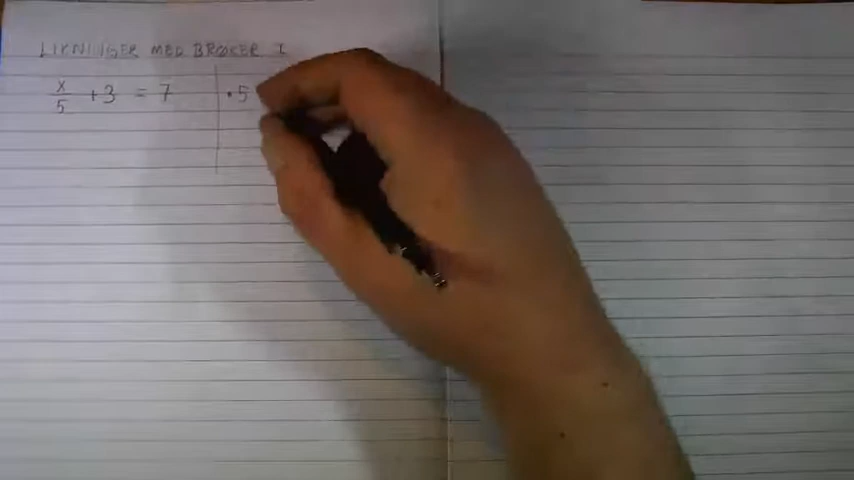 LIKNINGER MED BRØKER I
x/5 + 3 = 7 | • 5